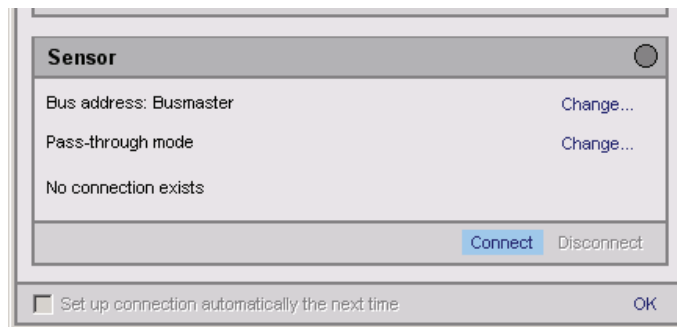 Sensor
Bus address: Busmaster Change...
Pass-through mode Change...
No connection exists
Connect Disconnect
Set up connection automatically the next time OK